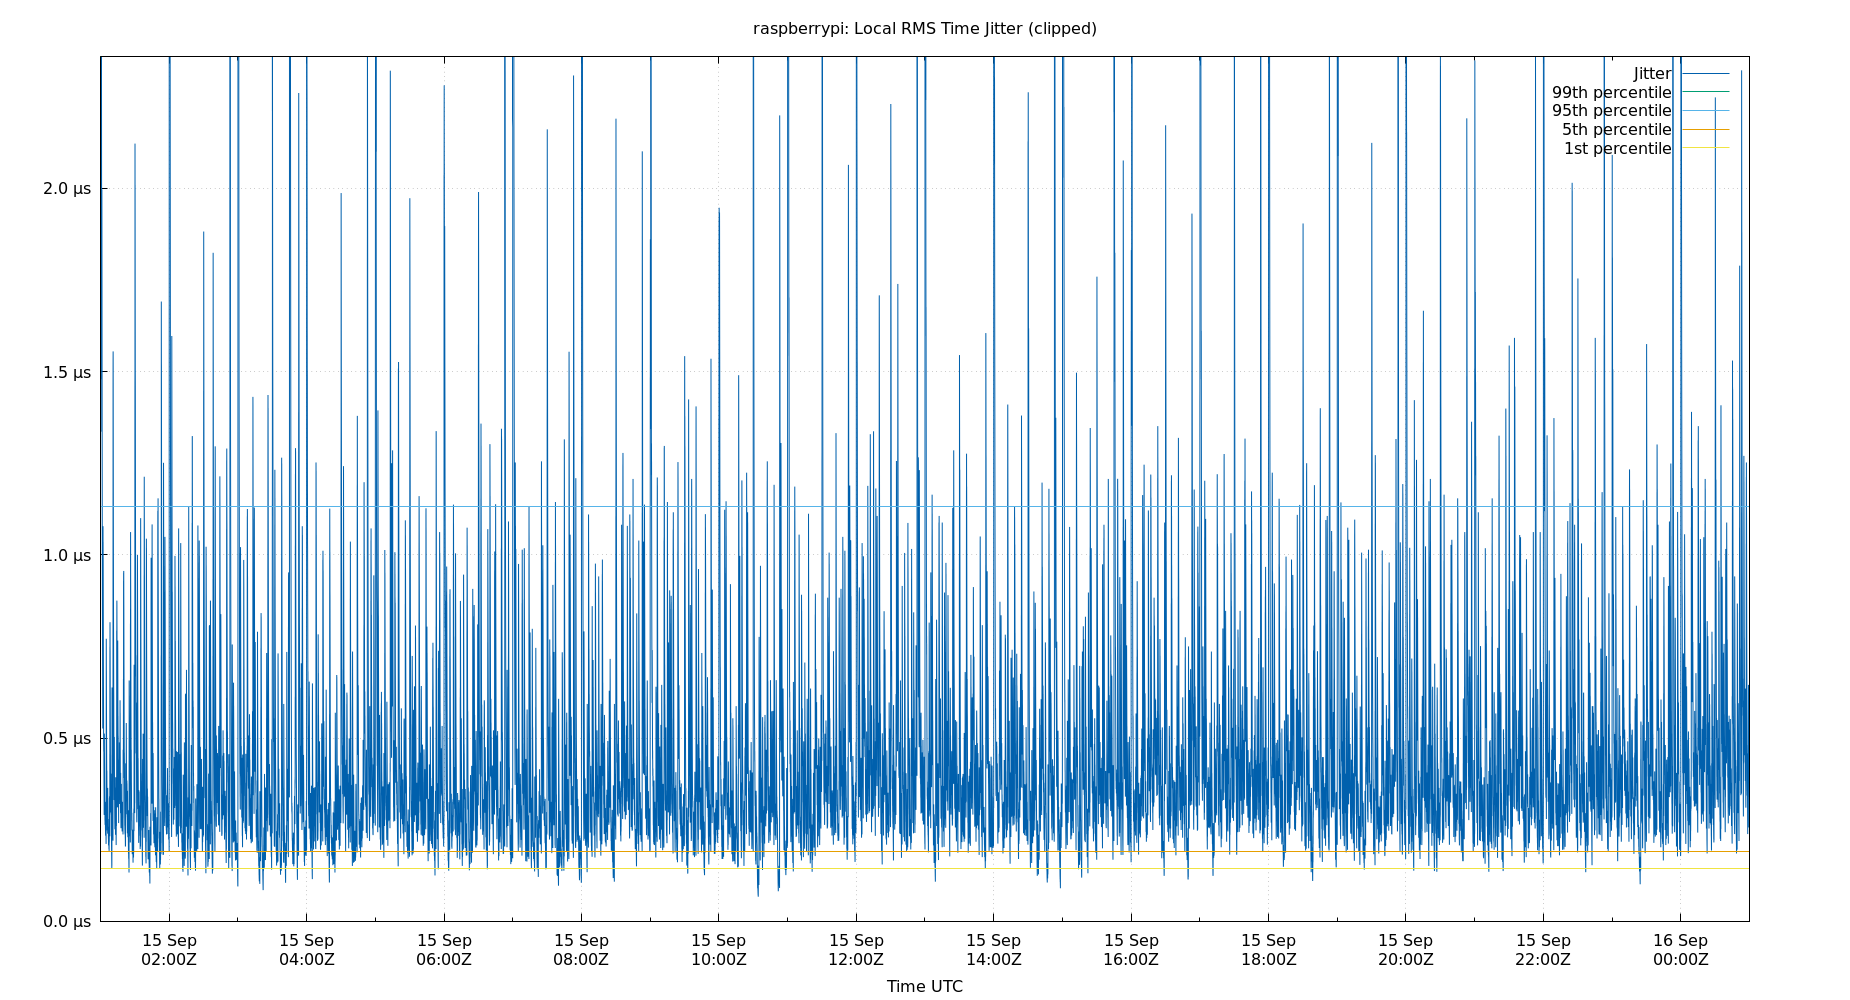 raspberrypi: Local RMS Time Jitter (clipped)
Jitter
99th percentile
95th percentile
5th percentile
1st percentile
2.0 µs
1.5 µs
1.0 µs
0.5 µs
0.0 µs
15 Sep 15 Sep 15 Sep 15 Sep 15 Sep 15 Sep 15 Sep 15 Sep 15 Sep 15 Sep 15 Sep 16 Sep
02:00Z 04:00Z 06:00Z 08:00Z 10:00Z 12:00Z 14:00Z 16:00Z 18:00Z 20:00Z 22:00Z 00:00Z
Time UTC